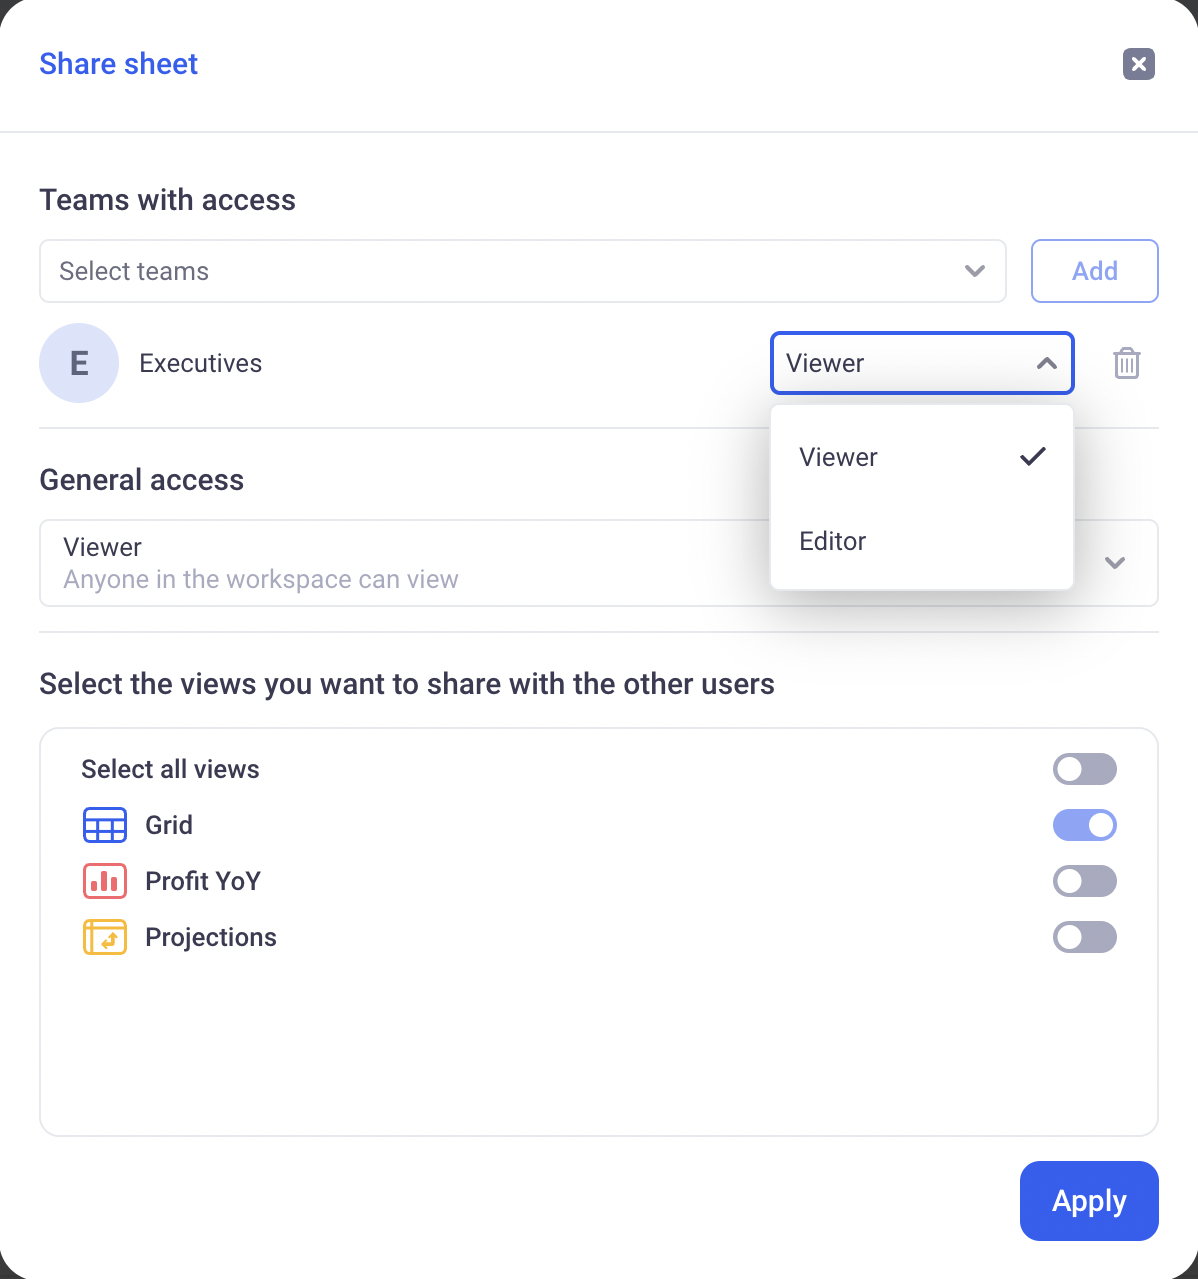 Share sheet
Teams with access
Select teams
Add
E
Executives
Viewer
Viewer
Editor
General access
Viewer
Anyone in the workspace can view
Select the views you want to share with the other users
Select all views
Grid
Profit YoY
Projections
Apply